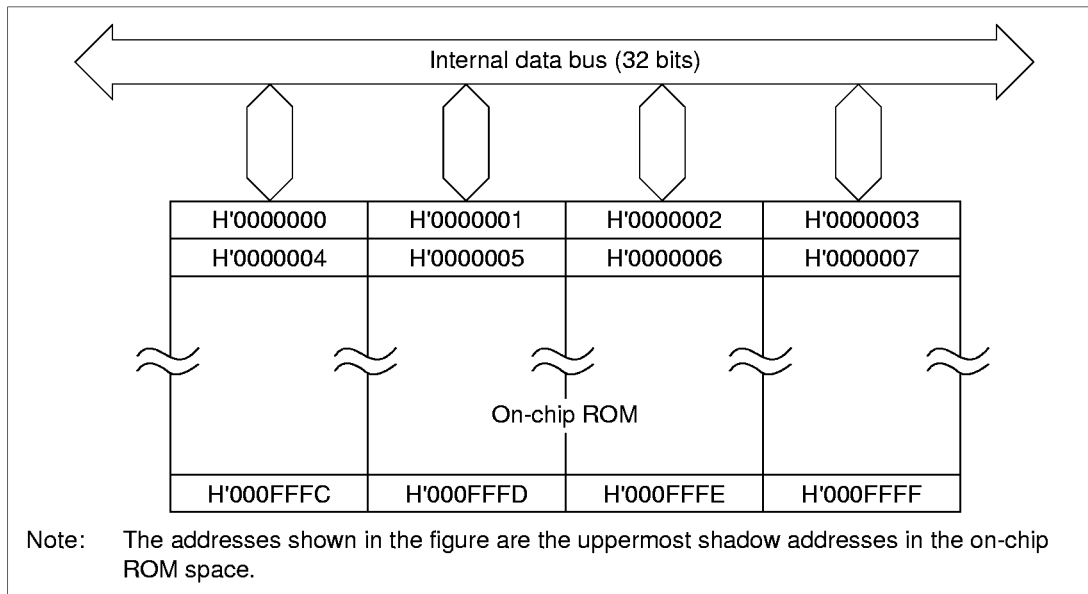 Internal data bus (32 bits)
H'0000000 H'0000001 H'0000002 H'0000003
H'0000004 H'0000005 H'0000006 H'0000007
On-chip ROM
H'000FFFC H'000FFFD H'000FFFE H'000FFFF
Note: The addresses shown in the figure are the uppermost shadow addresses in the on-chip
ROM space.